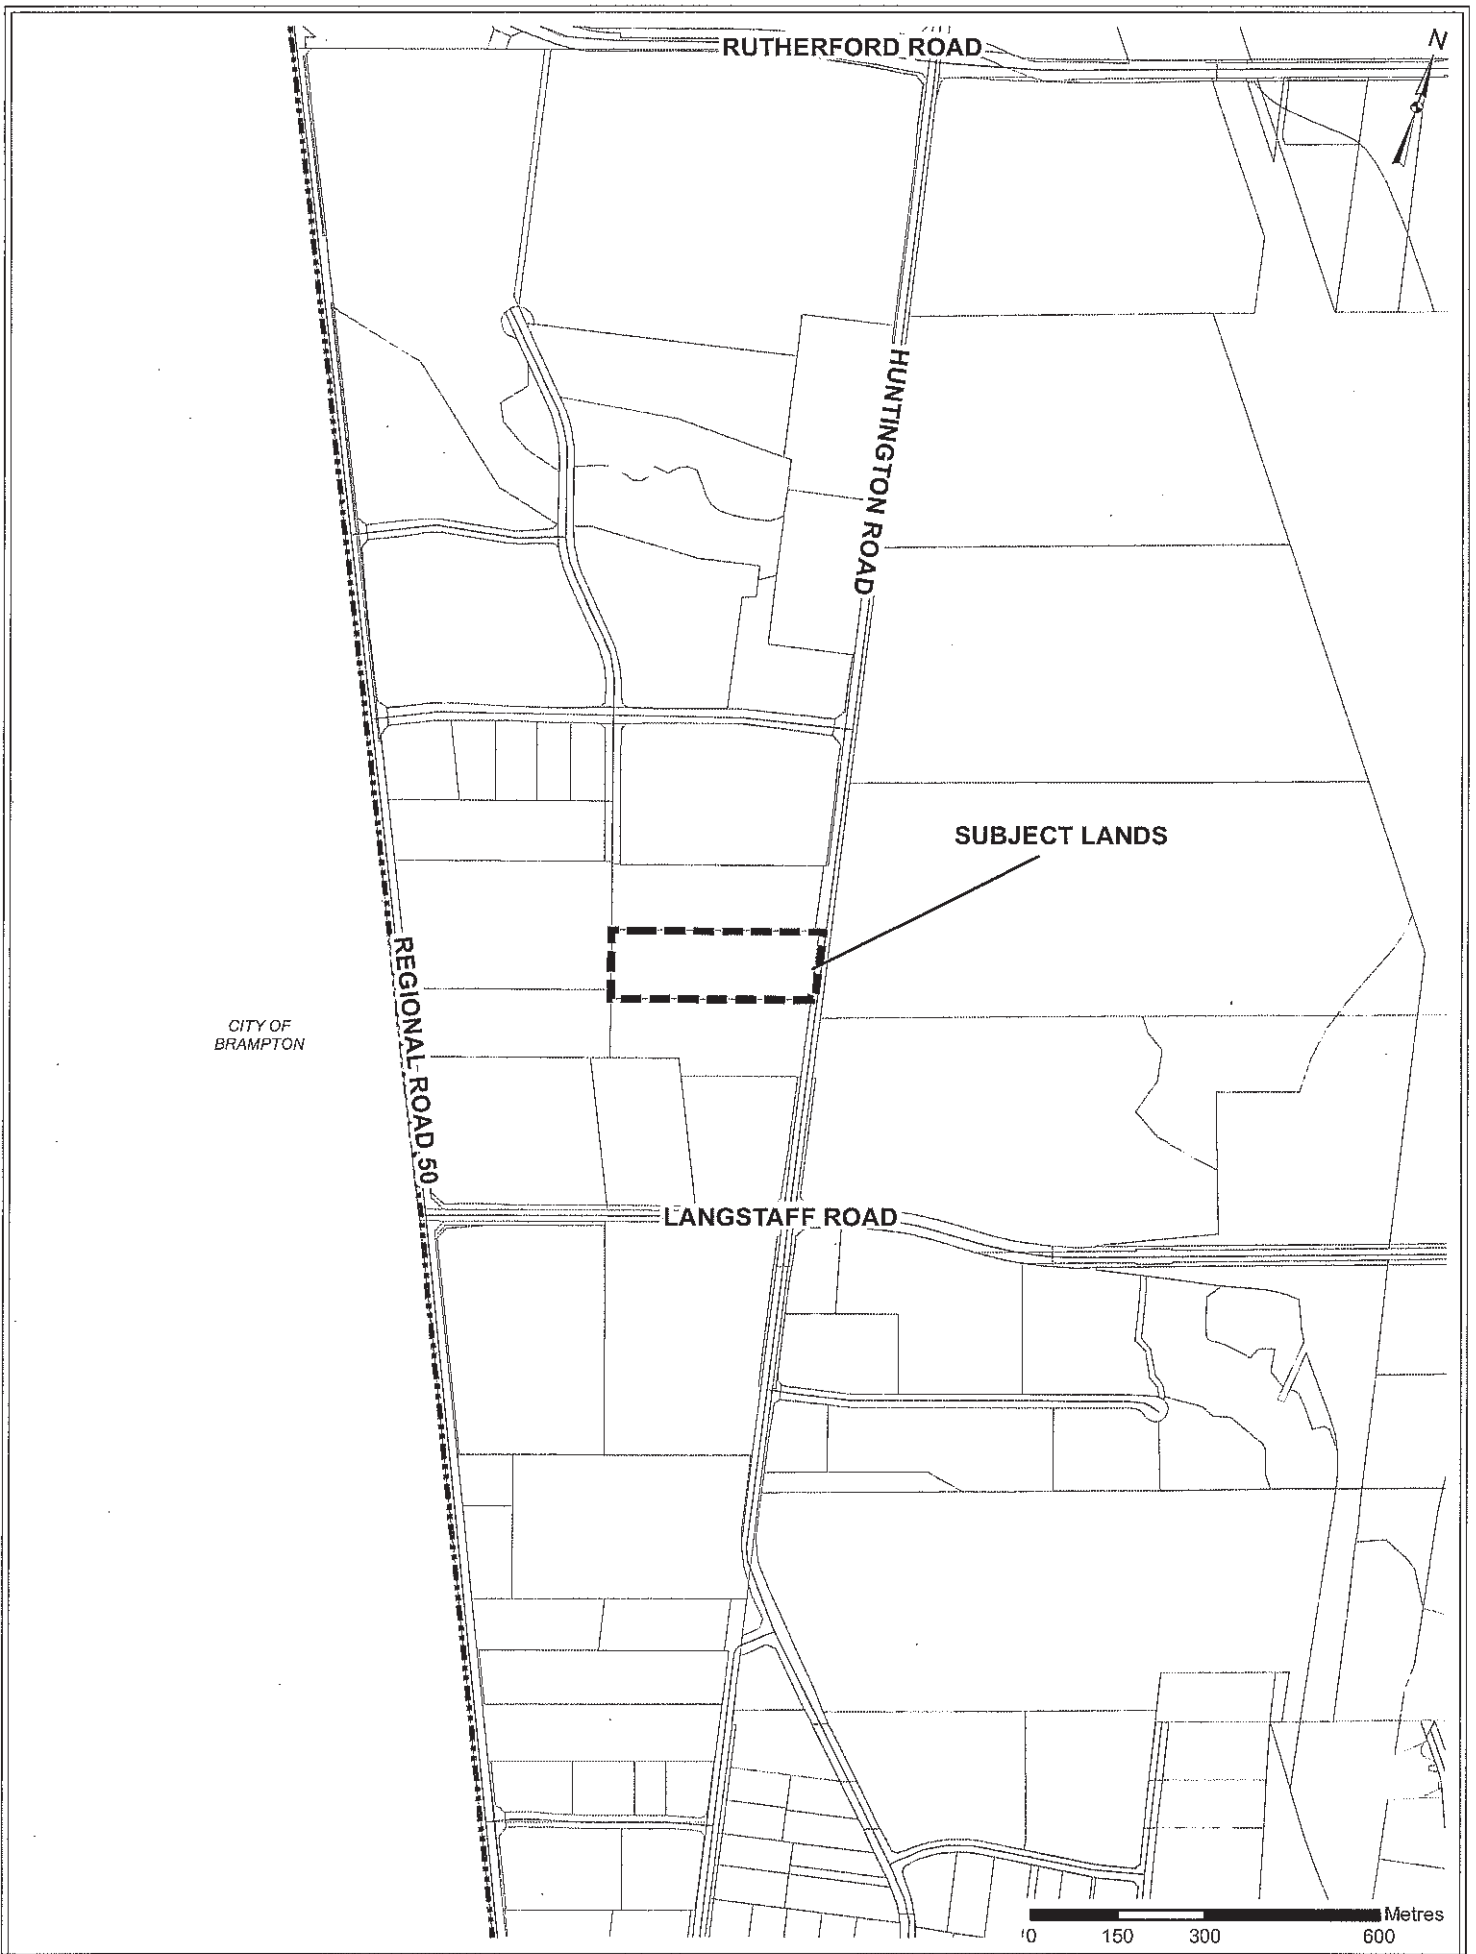 RUTHERFORD ROAD
N
HUNTINGTON ROAD
SUBJECT LANDS
REGIONAL ROAD 50
CITY OF
BRAMPTON
LANGSTAFF ROAD
Metres
0 150 300 600